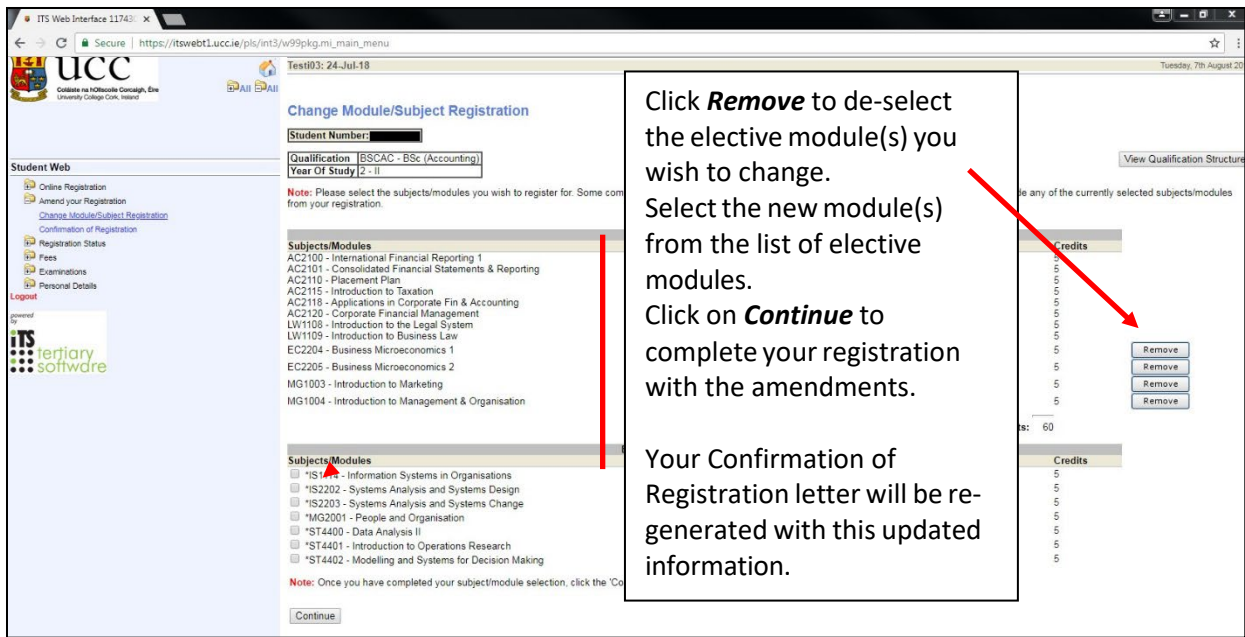 ITS Web Interface 11743
Secure | https://itswebt1.ucc.ie/pls/int3/w99pkg.mi_main_menu
UCC
Coláiste na hOllscoile Corcaigh, Éire
University College Cork, Ireland
All All
Testi03: 24-Jul-18
Tuesday, 7th August 20
Change Module/Subject Registration
Student Number:
Qualification BSCAC - BSc (Accounting)
Year Of Study 2 - II
View Qualification Structure
Note: Please select the subjects/modules you wish to register for. Some com
de any of the currently selected subjects/modules
from your registration.
Student Web
Online Registration
Amend your Registration
Change Module/Subject Registration
Confirmation of Registration
Registration Status
Fees
Examinations
Personal Details
Logout
powered
by
iTS
tertiary
software
Subjects/Modules Credits
AC2100 - International Financial Reporting 1 5
AC2101 - Consolidated Financial Statements & Reporting 5
AC2110 - Placement Plan 5
AC2115 - Introduction to Taxation 5
AC2118 - Applications in Corporate Fin & Accounting 5
AC2120 - Corporate Financial Management 5
LW1108 - Introduction to the Legal System 5
LW1109 - Introduction to Business Law 5
EC2204 - Business Microeconomics 1 5 Remove
EC2205 - Business Microeconomics 2 5 Remove
MG1003 - Introduction to Marketing 5 Remove
MG1004 - Introduction to Management & Organisation 5 Remove
ts: 60
Subjects/Modules Credits
- Information Systems in Organisations 5
*IS2202 - Systems Analysis and Systems Design 5
*IS2203 - Systems Analysis and Systems Change 5
*MG2001 - People and Organisation 5
*ST4400 - Data Analysis II 5
*ST4401 - Introduction to Operations Research 5
*ST4402 - Modelling and Systems for Decision Making 5
Note: Once you have completed your subject/module selection, click the 'Co
Continue
Click Remove to de-select
the elective module(s) you
wish to change.
Select the new module(s)
from the list of elective
modules.
Click on Continue to
complete your registration
with the amendments.
Your Confirmation of
Registration letter will be re-
generated with this updated
information.